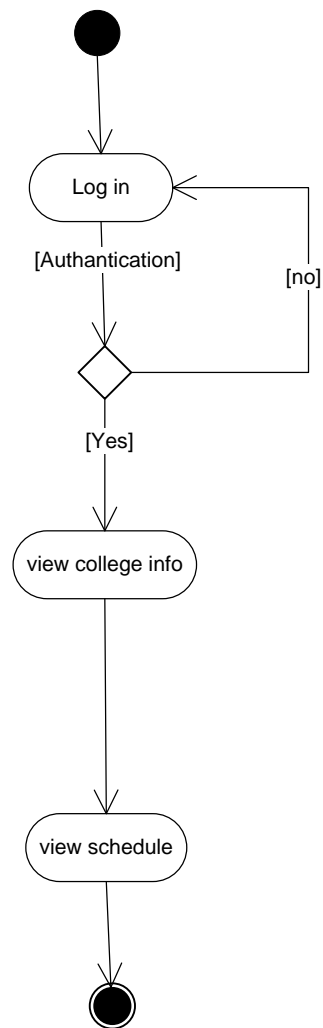 Log in
[Authantication]
[no]
[Yes]
view college info
view schedule